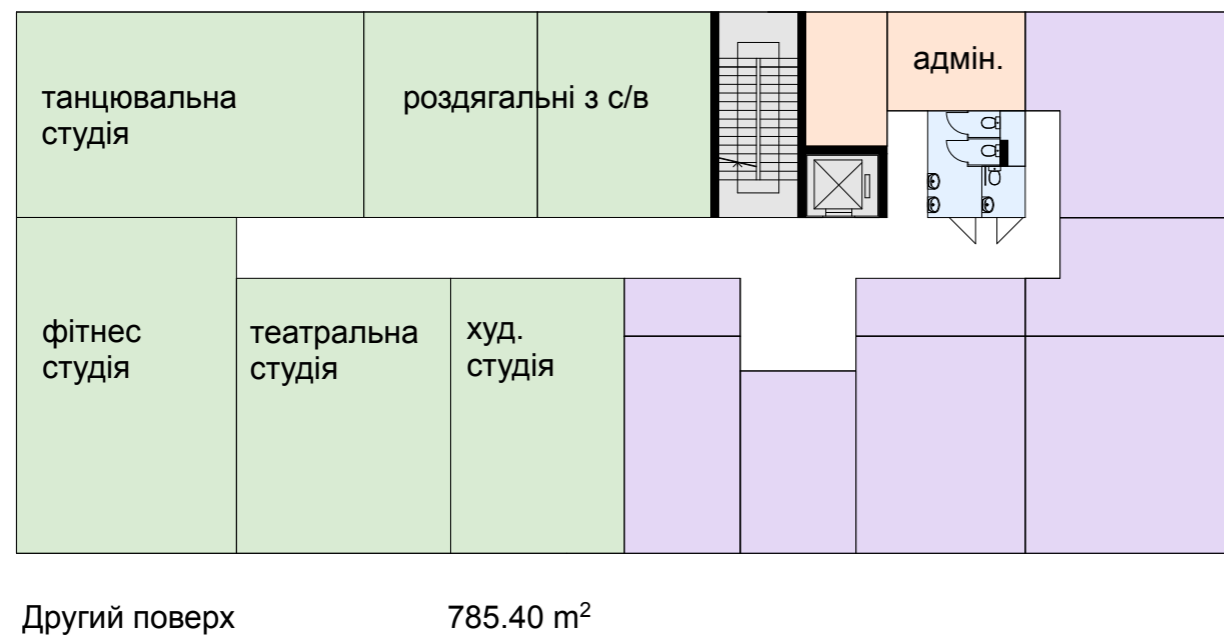 танцювальна
студія
роздягальні з с/в
адмін.
фітнес
студія
театральна
студія
худ.
студія
Другий поверх 785.40 m²